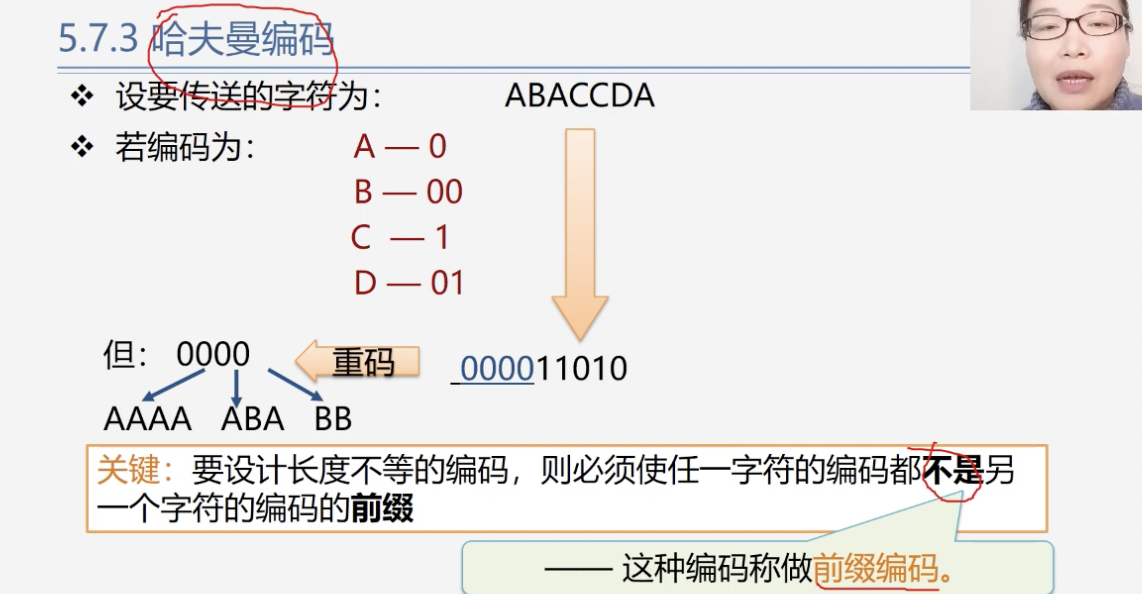 5.7.3 哈夫曼编码
❖ 设要传送的字符为： ABACCDA
❖ 若编码为： A — 0
B — 00
C — 1
D — 01
但： 0000 重码 000011010
AAAA ABA BB
关键：要设计长度不等的编码，则必须使任一字符的编码都不是另
一个字符的编码的前缀
—— 这种编码称做前缀编码。